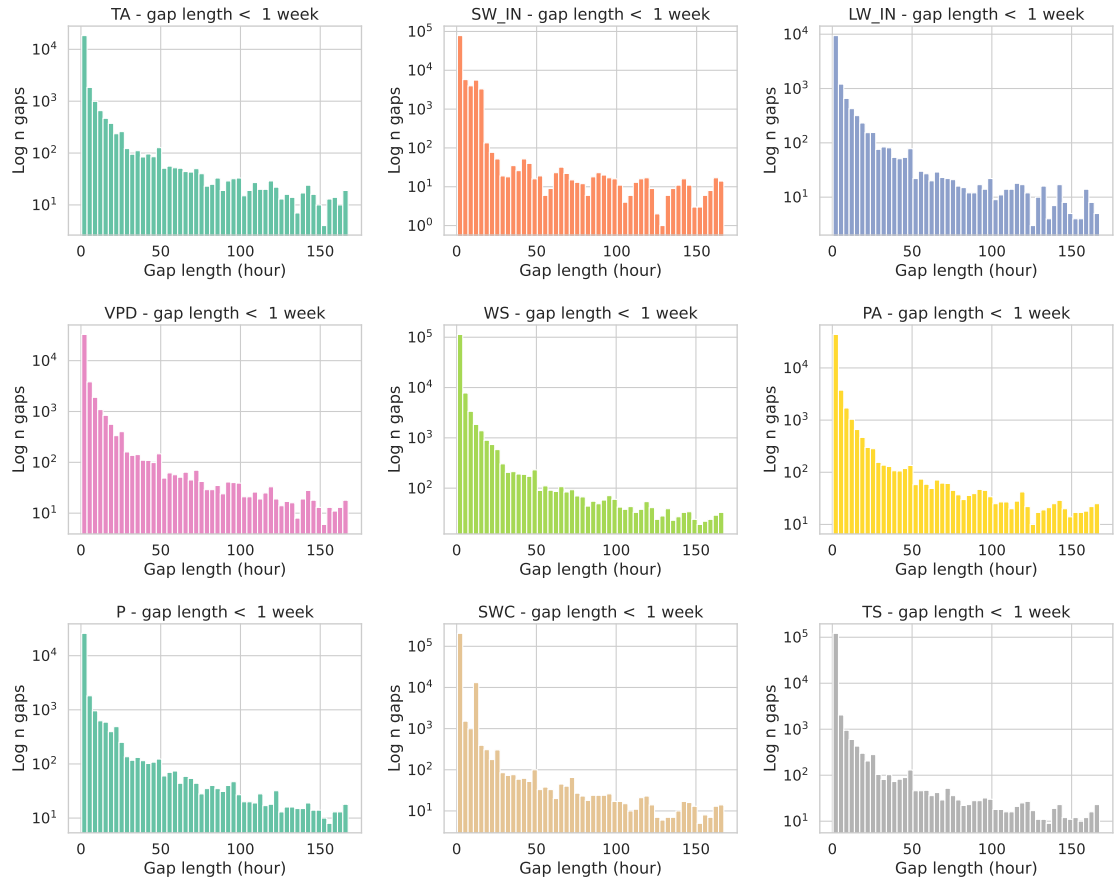 TA - gap length <  1 week
SW_IN - gap length <  1 week
LW_IN - gap length <  1 week
Log n gaps
10^4
10^3
10^2
10^1
0
50
100
150
Gap length (hour)
Log n gaps
10^5
10^4
10^3
10^2
10^1
10^0
0
50
100
150
Gap length (hour)
Log n gaps
10^4
10^3
10^2
10^1
0
50
100
150
Gap length (hour)
VPD - gap length <  1 week
WS - gap length <  1 week
PA - gap length <  1 week
Log n gaps
10^4
10^3
10^2
10^1
0
50
100
150
Gap length (hour)
Log n gaps
10^5
10^4
10^3
10^2
0
50
100
150
Gap length (hour)
Log n gaps
10^4
10^3
10^2
10^1
0
50
100
150
Gap length (hour)
P - gap length <  1 week
SWC - gap length <  1 week
TS - gap length <  1 week
Log n gaps
10^4
10^3
10^2
10^1
0
50
100
150
Gap length (hour)
Log n gaps
10^5
10^4
10^3
10^2
10^1
0
50
100
150
Gap length (hour)
Log n gaps
10^5
10^4
10^3
10^2
10^1
0
50
100
150
Gap length (hour)